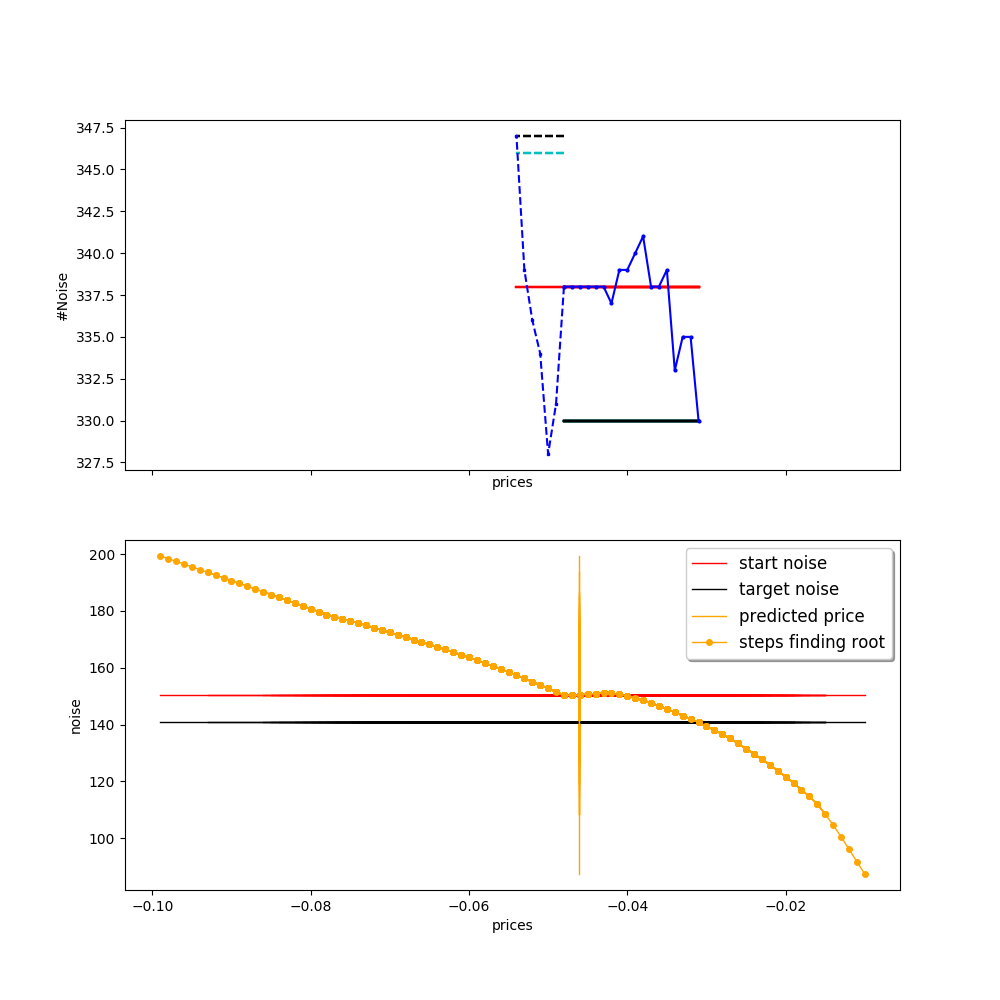 347.5
345.0
342.5
340.0
337.5
335.0
332.5
330.0
327.5
#Noise
prices
200
180
160
140
120
100
noise
start noise
target noise
predicted price
steps finding root
−0.10
−0.08
−0.06
−0.04
−0.02
prices